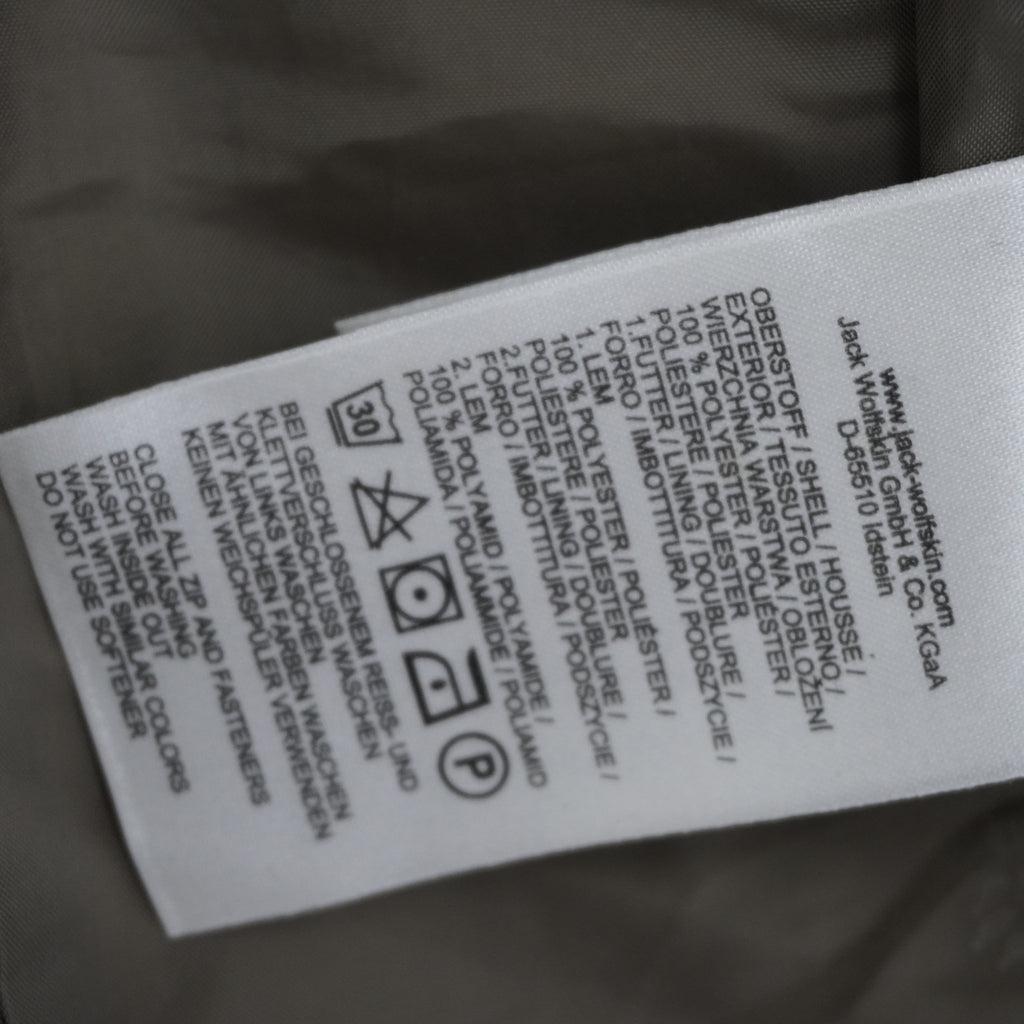 www.jack-wolfskin.com
Jack Wolfskin GmbH & Co. KGaA
D-65510 Idstein
OBERSTOFF / SHELL / HOUSSE /
EXTERIOR / TESSUTO ESTERNO /
WIERZCHNIA WARSTWA / OBLOŽENÍ
100 % POLYESTER / POLIÉSTER /
POLIESTERE / POLIESTER
1.FUTTER / LINING / DOUBLURE /
FORRO / IMBOTTITURA / PODSZYCIE /
1. LEM
100 % POLYESTER / POLIÉSTER /
POLIESTERE / POLIESTER
2.FUTTER / LINING / DOUBLURE /
FORRO / IMBOTTITURA / PODSZYCIE /
2. LEM
100 % POLYAMID / POLYAMIDE /
POLIAMIDA / POLIAMMIDE / POLIAMID
30
P
BEI GESCHLOSSENEM REISS- UND
KLETTVERSCHLUSS WASCHEN
VON LINKS WASCHEN
MIT ÄHNLICHEN FARBEN WASCHEN
KEINEN WEICHSPÜLER VERWENDEN
CLOSE ALL ZIP AND FASTENERS
BEFORE WASHING
WASH INSIDE OUT
WASH WITH SIMILAR COLORS
DO NOT USE SOFTENER